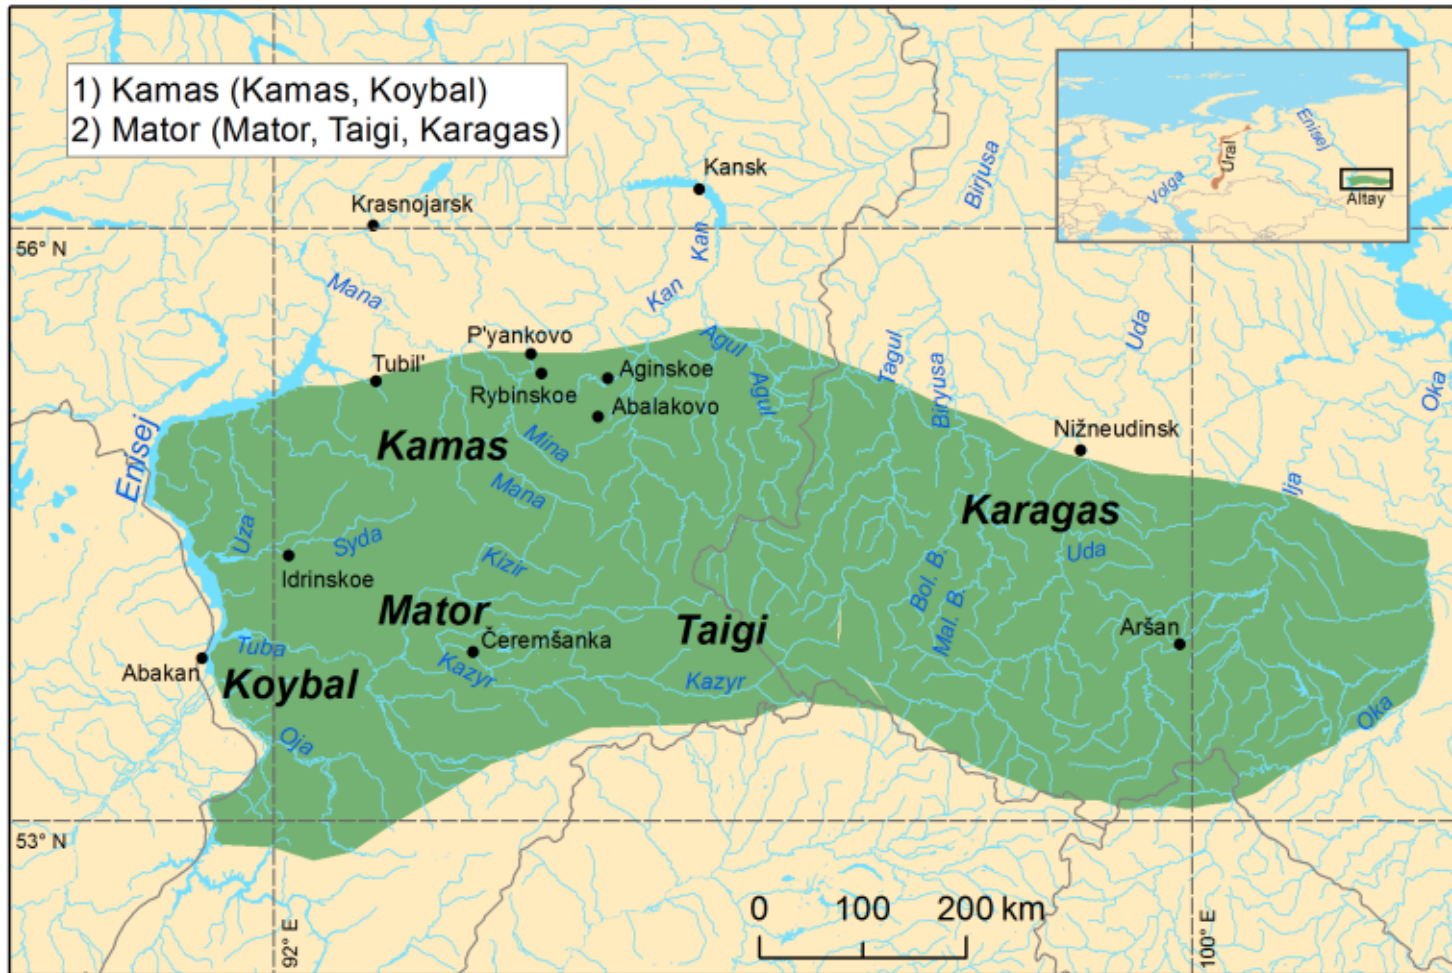 1) Kamas (Kamas, Koybal)
2) Mator (Mator, Taigi, Karagas)
Enisej
Ural
Volga
Altay
Kansk
Krasnojarsk
Birjusa
56° N
Kan
Mana
Kan
Uda
P'yankovo
Agul
Tagul
Tubil'
Aginskoe
Rybinskoe
Agul
Biryusa
Oka
Abalakovo
Nižneudinsk
Kamas
Mina
Enisej
Mana
Ilja
Karagas
Uza
Syda
Uda
Idrinskoe
Kizir
Bol. B.
Mator
Mal. B.
Taigi
Aršan
Čeremšanka
Tuba
Abakan
Kazyr
Koybal
Kazyr
Oka
Oja
53° N
0 100 200 km
92° E
100° E